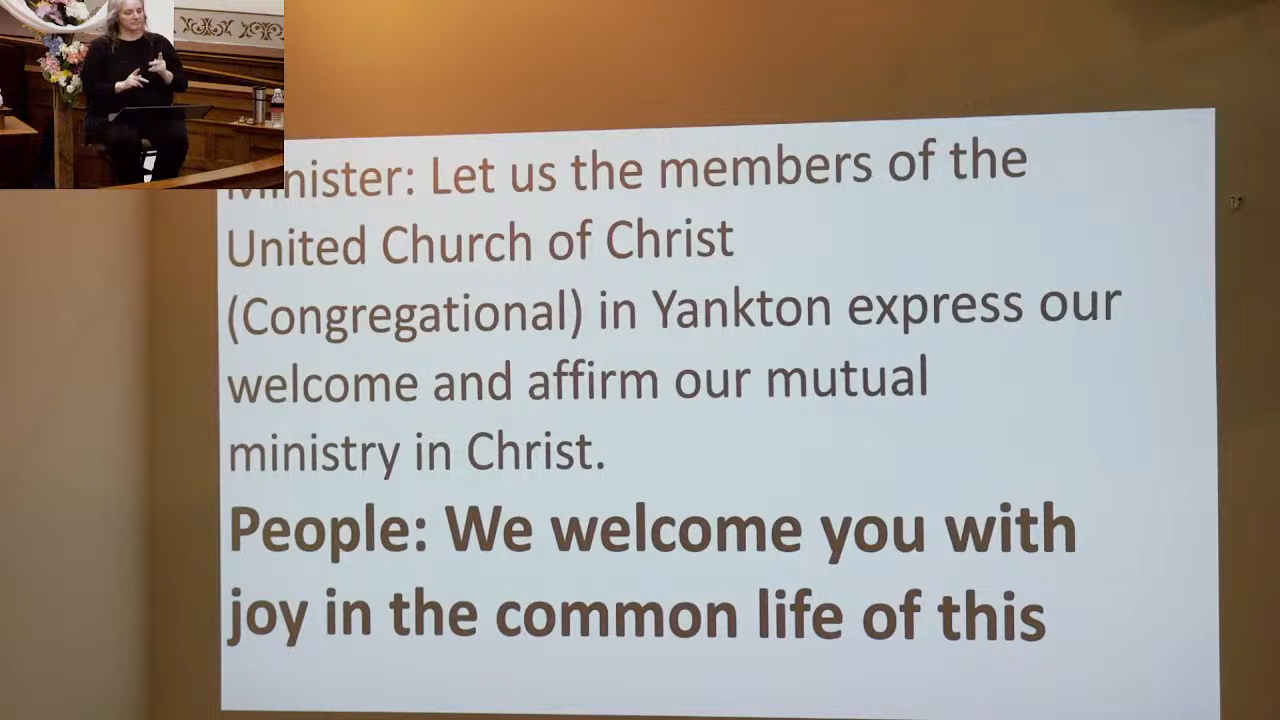 Minister: Let us the members of the
United Church of Christ
(Congregational) in Yankton express our
welcome and affirm our mutual
ministry in Christ.
People: We welcome you with
joy in the common life of this